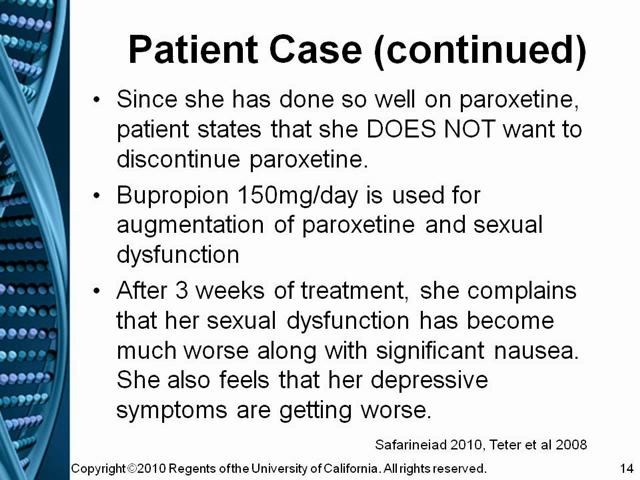 Patient Case (continued)
• Since she has done so well on paroxetine,
patient states that she DOES NOT want to
discontinue paroxetine.
• Bupropion 150mg/day is used for
augmentation of paroxetine and sexual
dysfunction
• After 3 weeks of treatment, she complains
that her sexual dysfunction has become
much worse along with significant nausea.
She also feels that her depressive
symptoms are getting worse.
Safarineiad 2010, Teter et al 2008
Copyright ©2010 Regents of the University of California. All rights reserved.
14